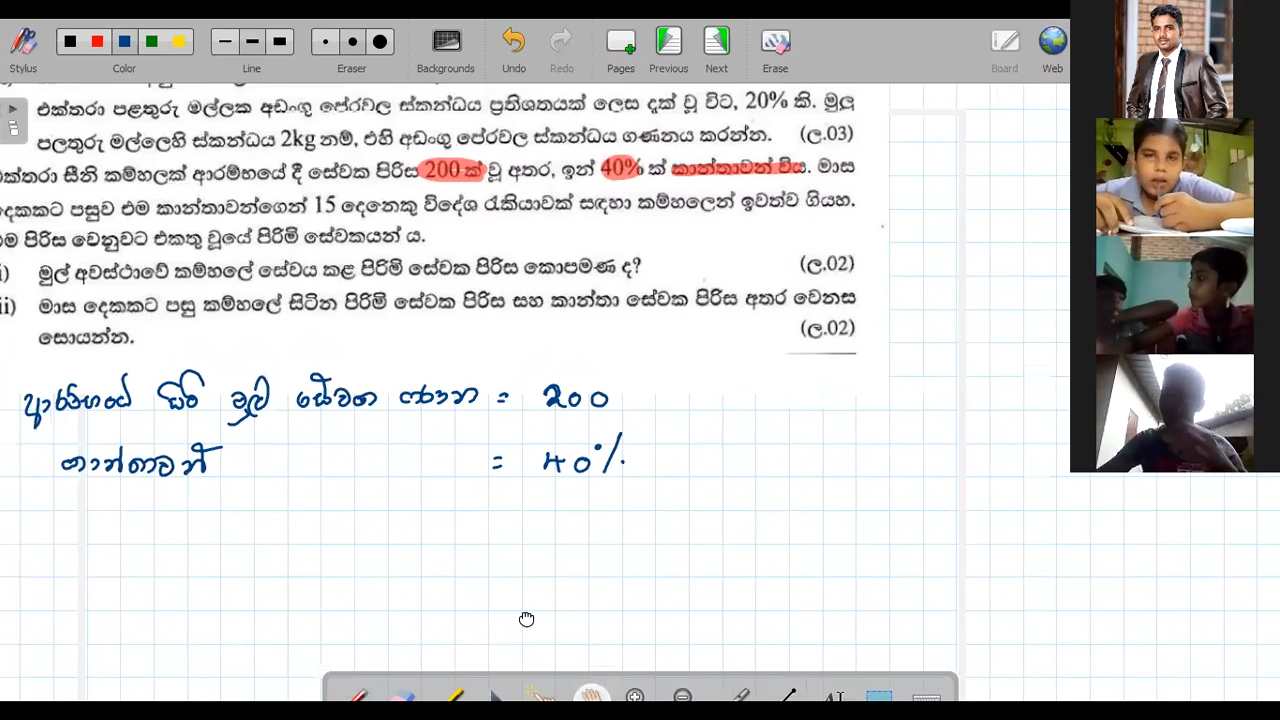 Stylus Color Line Eraser Backgrounds Undo Redo Pages Previous Next Erase Board Web
එක්තරා පළතුරු මල්ලක අඩංගු පේරවල ස්කන්ධය ප්‍රතිශතයක් ලෙස දැක් වූ විට, 20% කි. මුලු
පලතුරු මල්ලෙහි ස්කන්ධය 2kg නම්, එහි අඩංගු පේරවල ස්කන්ධය ගණනය කරන්න. (ල.03)
එක්තරා සීනි කම්හලක් ආරම්භයේ දී සේවක පිරිස 200 ක් වූ අතර, ඉන් 40% ක් කාන්තාවන් විය. මාස
දෙකකට පසුව එම කාන්තාවන්ගෙන් 15 දෙනෙකු විදේශ රැකියාවක් සඳහා කම්හලෙන් ඉවත්ව ගියහ.
එම පිරිස වෙනුවට එකතු වූයේ පිරිමි සේවකයන් ය.
i) මුල් අවස්ථාවේ කම්හලේ සේවය කළ පිරිමි සේවක පිරිස කොපමණ ද? (ල.02)
ii) මාස දෙකකට පසු කම්හලේ සිටින පිරිමි සේවක පිරිස සහ කාන්තා සේවක පිරිස අතර වෙනස
සොයන්න. (ල.02)
ආරම්භයේ සිටි මුළු සේවක ගණන = 200
කාන්තාවන් = 40%